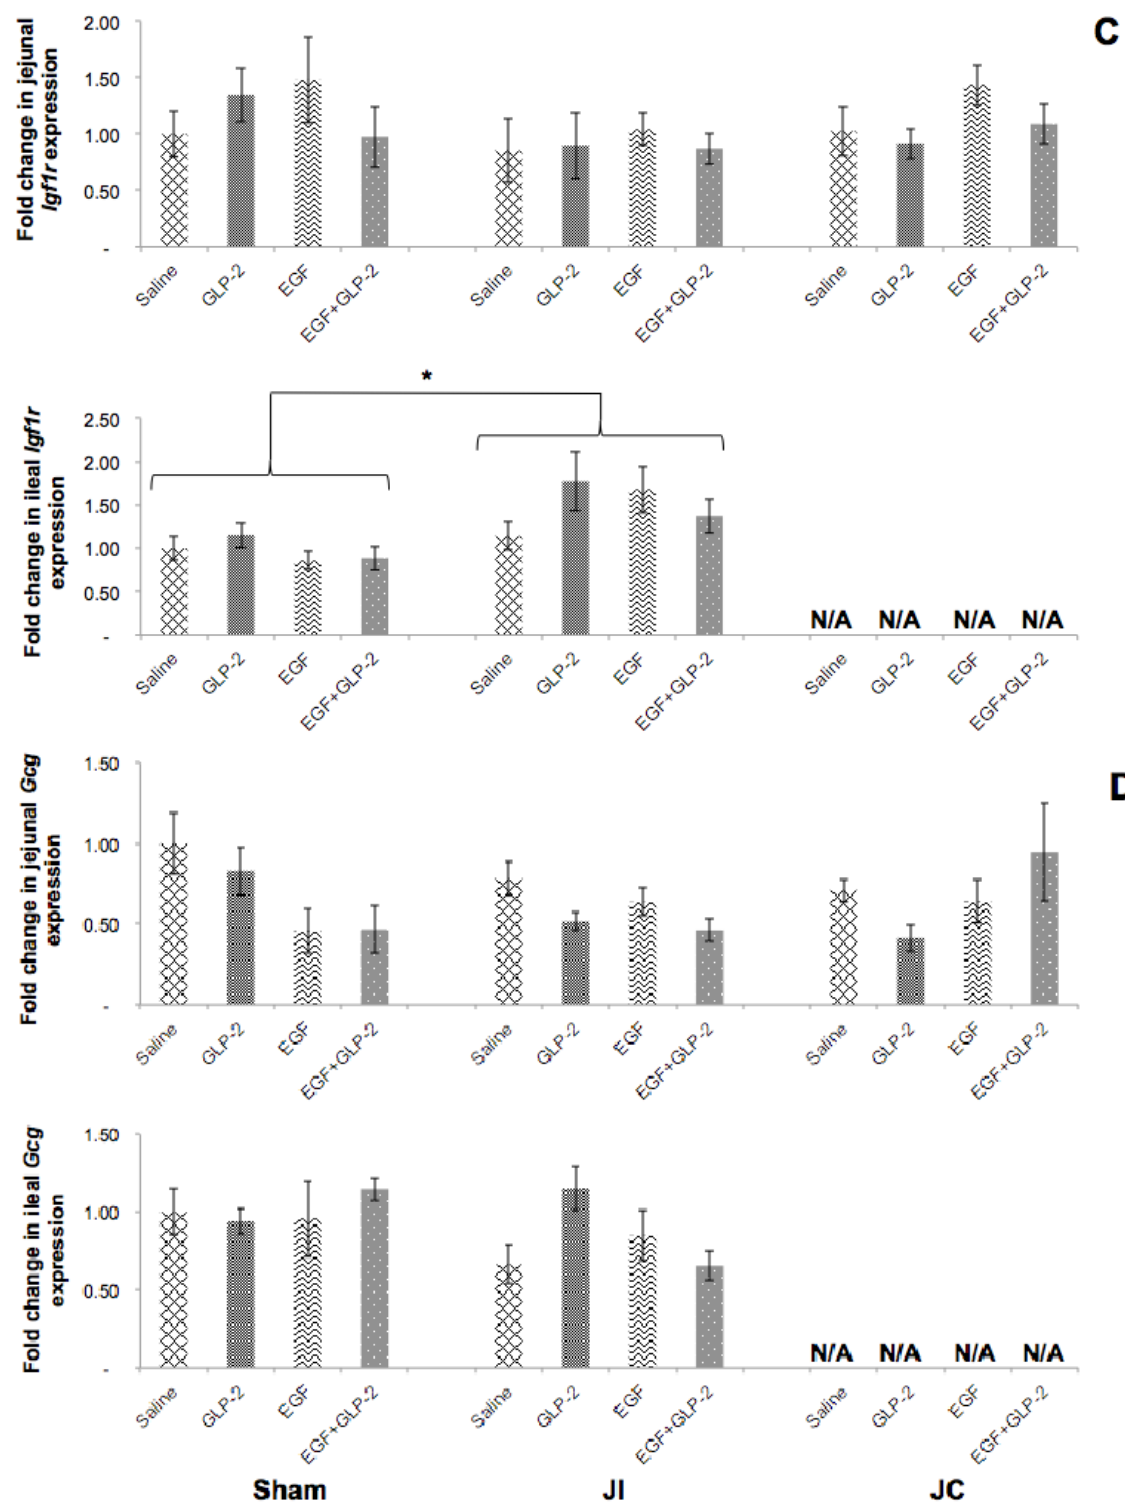 C
Fold change in jejunal
Igf1r expression
2.00
1.50
1.00
0.50
-
Saline GLP-2 EGF EGF+GLP-2 Saline GLP-2 EGF EGF+GLP-2 Saline GLP-2 EGF EGF+GLP-2
*
Fold change in ileal Igf1r
expression
2.50
2.00
1.50
1.00
0.50
-
N/A N/A N/A N/A
Saline GLP-2 EGF EGF+GLP-2 Saline GLP-2 EGF EGF+GLP-2 Saline GLP-2 EGF EGF+GLP-2
D
Fold change in jejunal Gcg
expression
1.50
1.00
0.50
-
Saline GLP-2 EGF EGF+GLP-2 Saline GLP-2 EGF EGF+GLP-2 Saline GLP-2 EGF EGF+GLP-2
Fold change in ileal Gcg
expression
1.50
1.00
0.50
-
N/A N/A N/A N/A
Saline GLP-2 EGF EGF+GLP-2 Saline GLP-2 EGF EGF+GLP-2 Saline GLP-2 EGF EGF+GLP-2
Sham JI JC